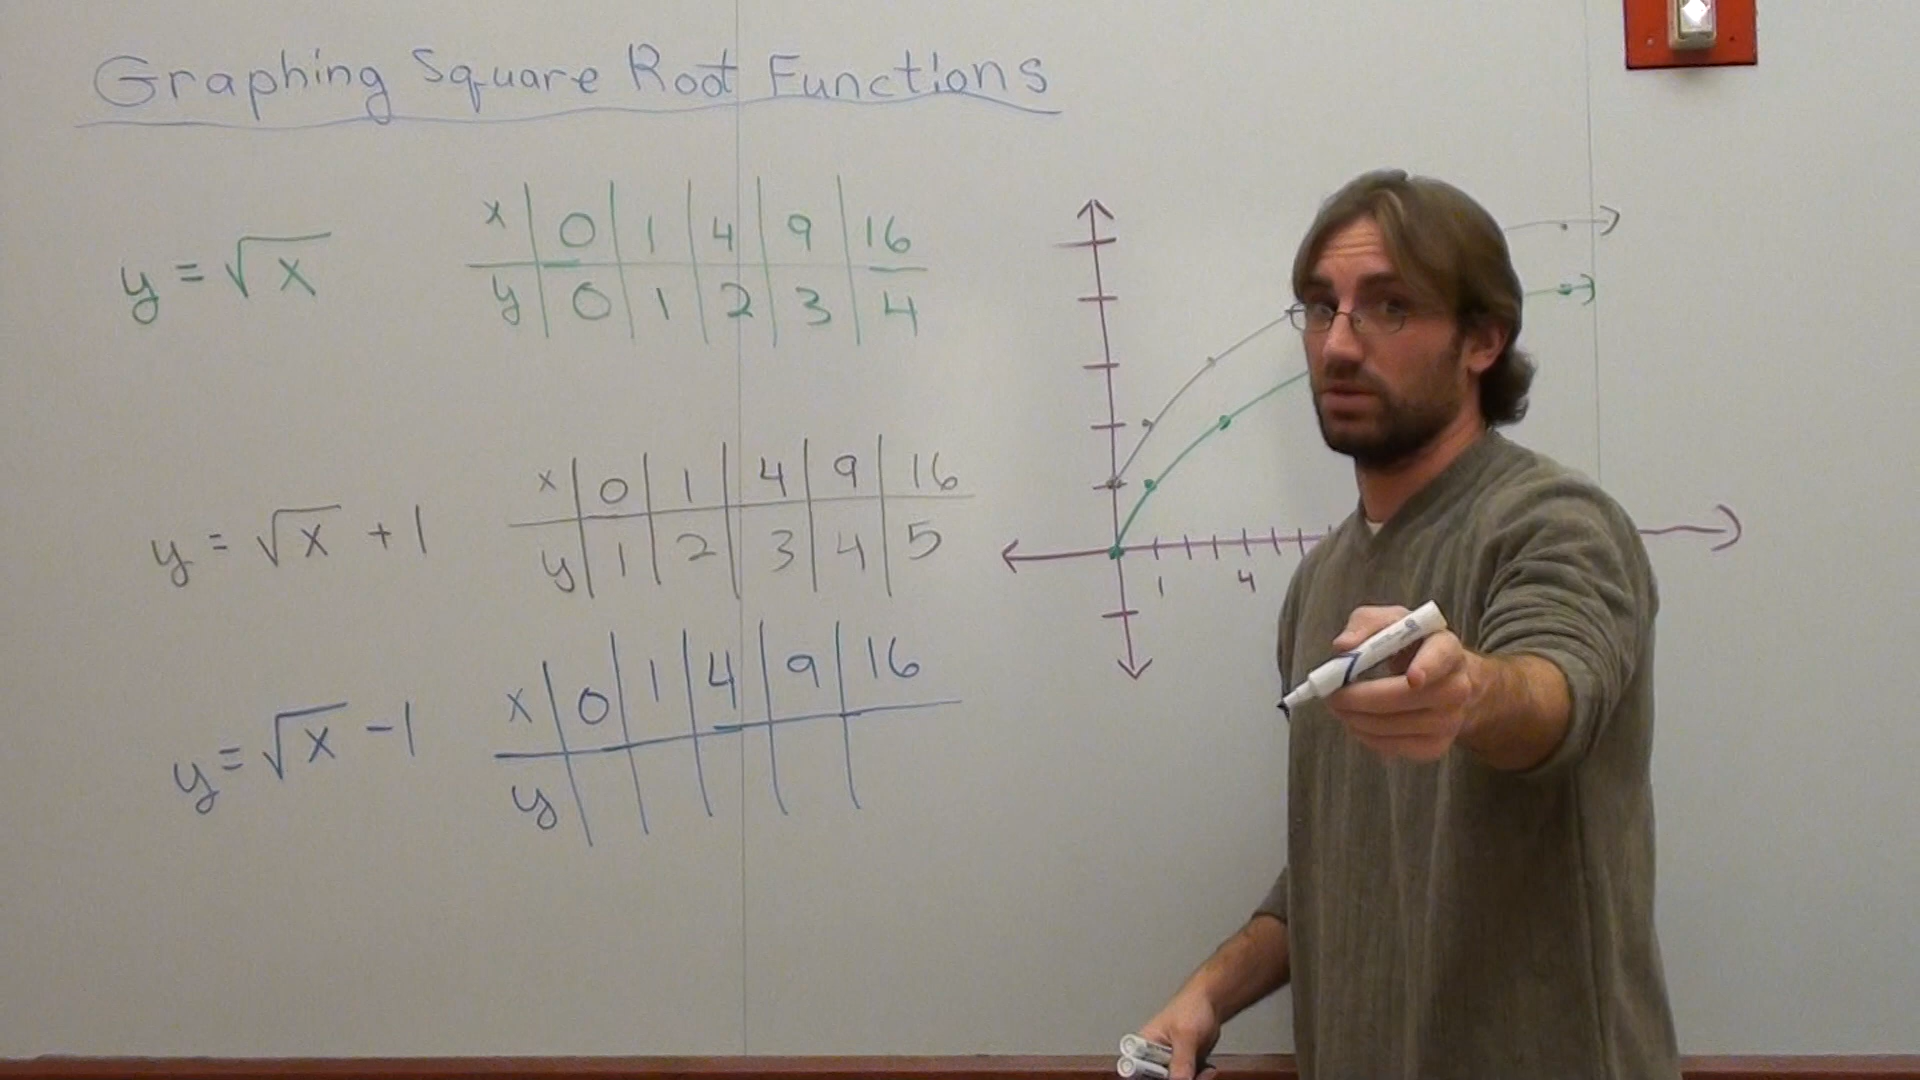 Graphing Square Root Functions
y = √x
x 0 1 4 9 16
y 0 1 2 3 4
y = √x + 1
x 0 1 4 9 16
y 1 2 3 4 5
y = √x - 1
x 0 1 4 9 16
y
1 4